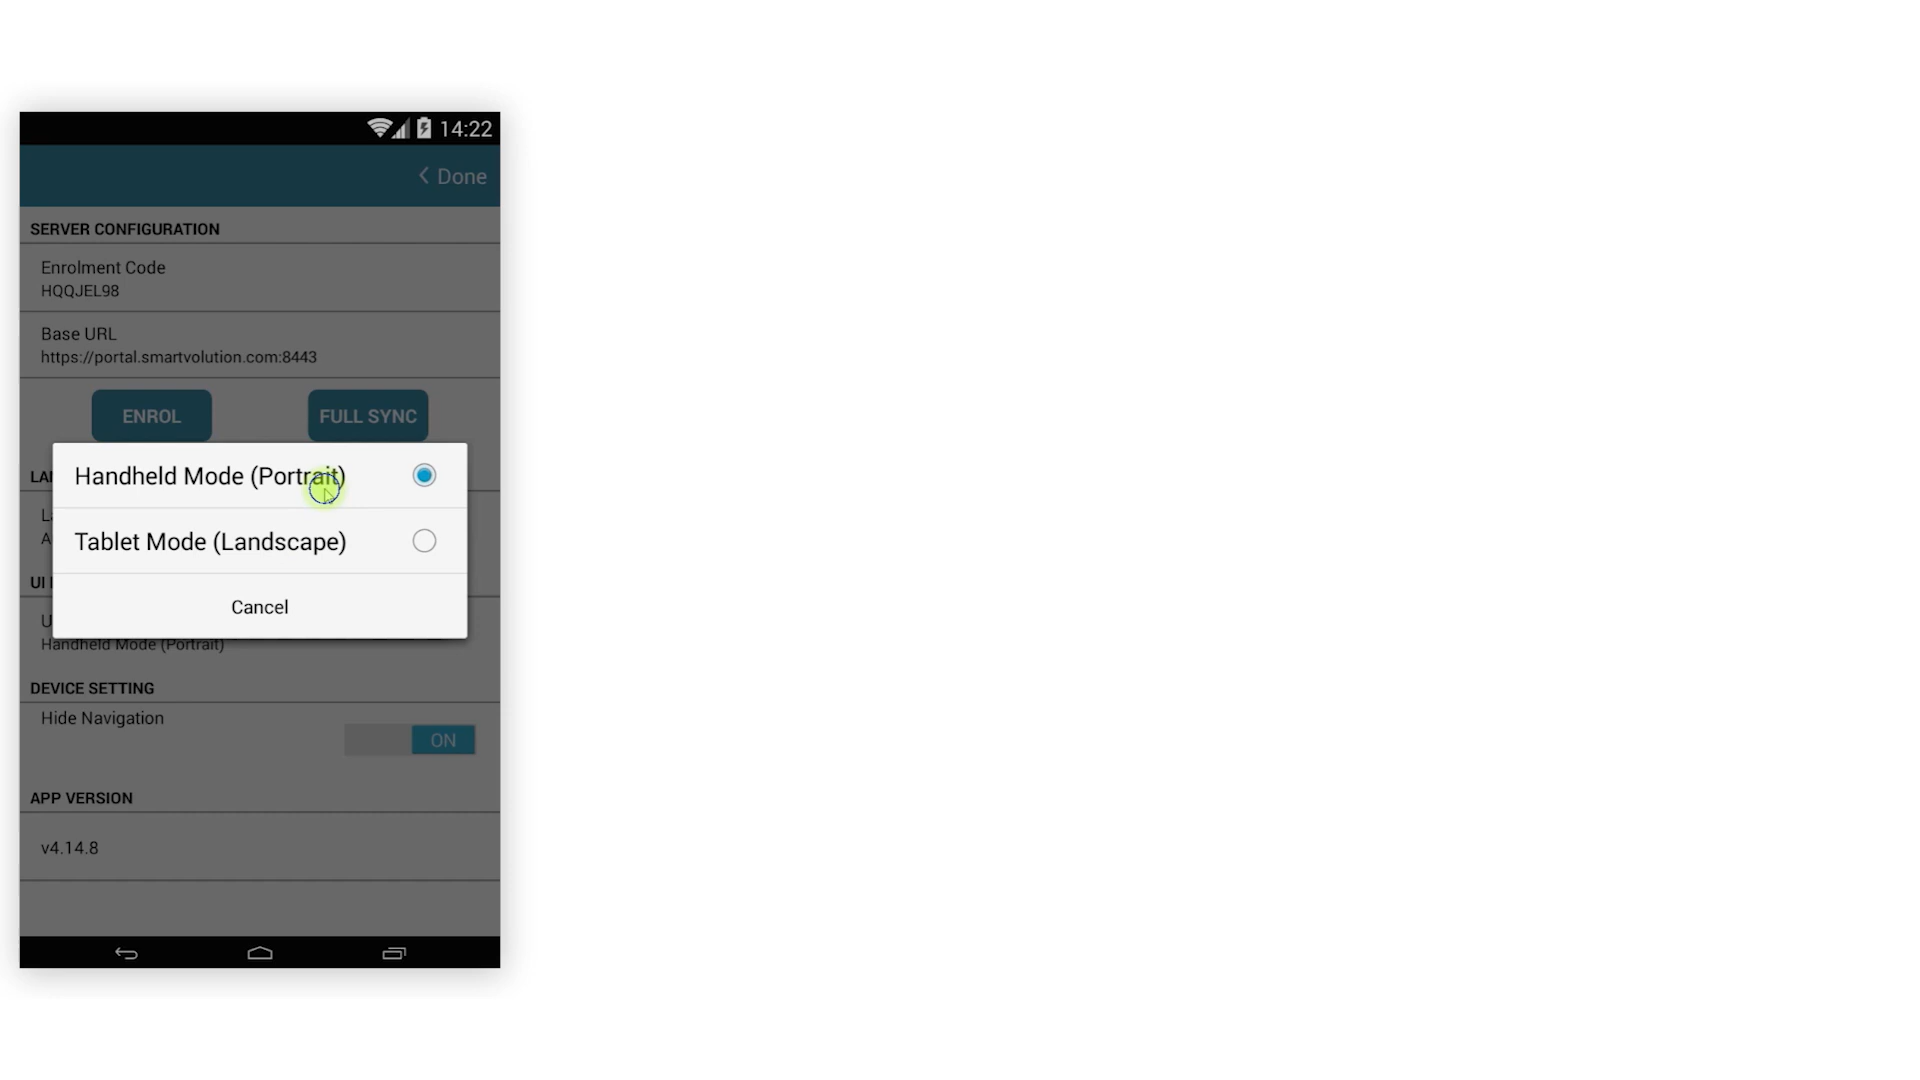 14:22
< Done
SERVER CONFIGURATION
Enrolment Code
HQQJEL98
Base URL
https://portal.smartvolution.com:8443
ENROL
FULL SYNC
Handheld Mode (Portrait)
Tablet Mode (Landscape)
UI
Cancel
Handheld Mode (Portrait)
DEVICE SETTING
Hide Navigation
ON
APP VERSION
v4.14.8